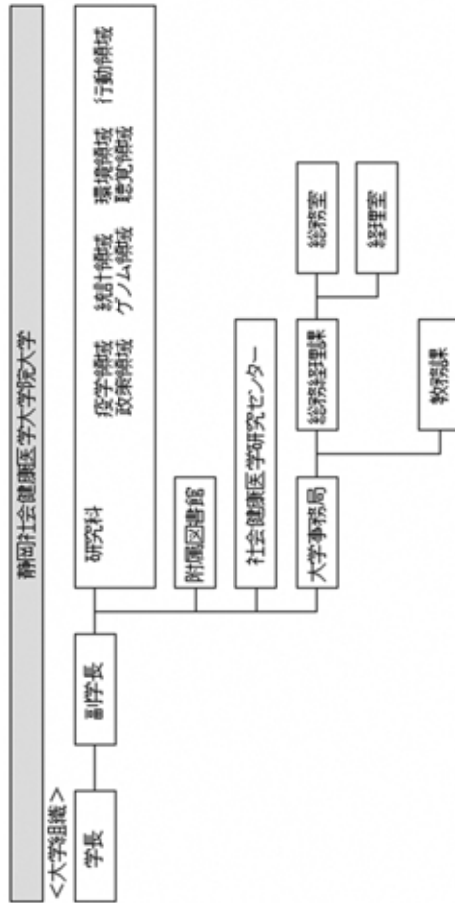 静岡社会健康医学大学院大学
<大学組織>
学長
副学長
研究科
疫学領域 統計領域 環境領域 行動領域
政策領域 ゲノム領域 聴覚領域
附属図書館
社会健康医学研究センター
大学事務局
総務経理課
総務室
経理室
教務課